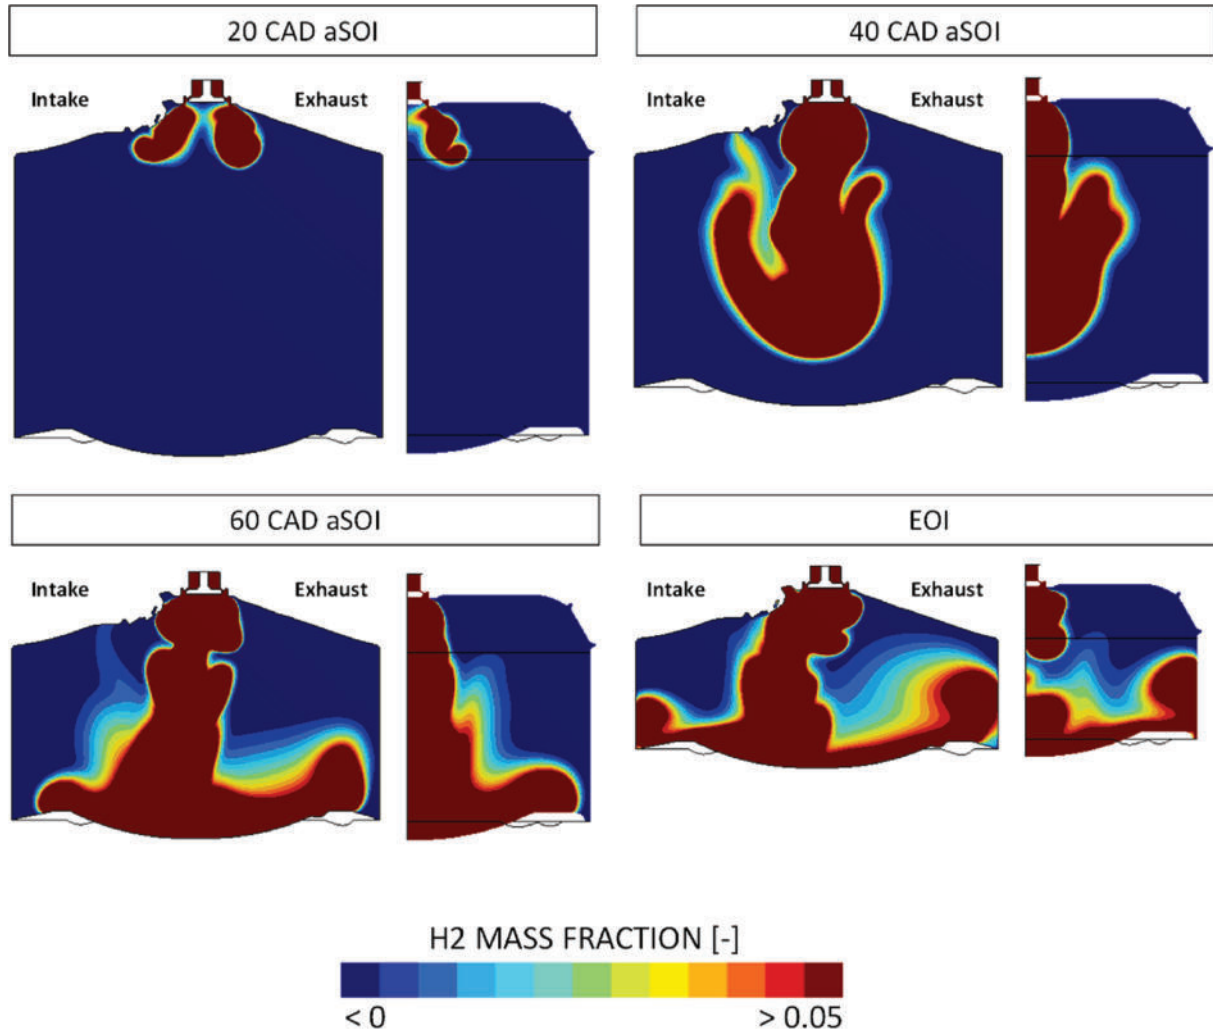 20 CAD aSOI
40 CAD aSOI
Intake
Exhaust
Intake
Exhaust
60 CAD aSOI
EOI
Intake
Exhaust
Intake
Exhaust
H2 MASS FRACTION [-]
< 0
> 0.05